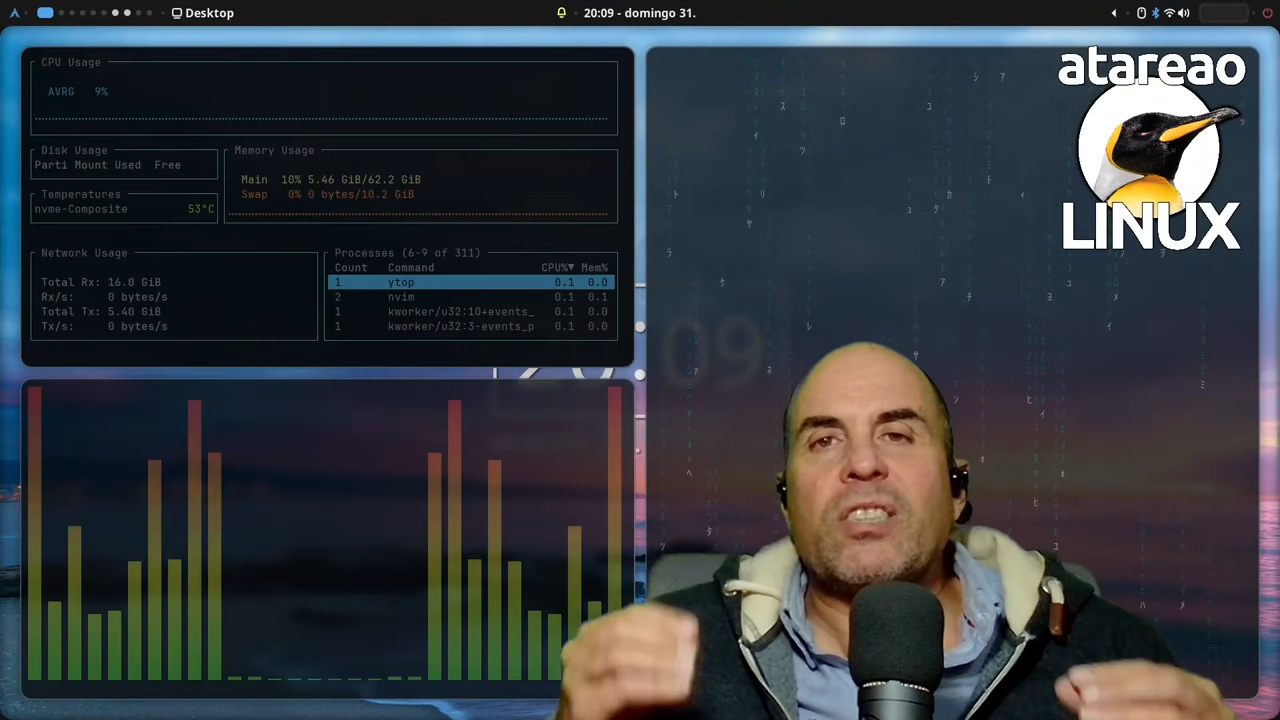 Desktop
20:09 - domingo 31.
atareao
LINUX
CPU Usage
AVRG 9%
Disk Usage
Parti Mount Used Free
Memory Usage
Main 10% 5.46 GiB/62.2 GiB
Swap 0% 0 bytes/10.2 GiB
Temperatures
nvme-Composite 53°C
Network Usage
Total Rx: 16.0 GiB
Rx/s: 0 bytes/s
Total Tx: 5.40 GiB
Tx/s: 0 bytes/s
Processes (6-9 of 311)
Count Command CPU%▼ Mem%
1 ytop 0.1 0.0
2 nvim 0.1 0.1
1 kworker/u32:10+events_ 0.1 0.0
1 kworker/u32:3-events_p 0.1 0.0